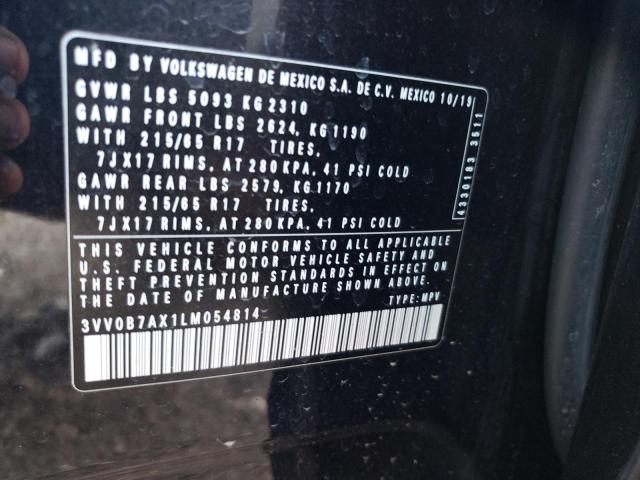 MFD BY VOLKSWAGEN DE MEXICO S.A. DE C.V. MEXICO 10/19
GVWR LBS 5093 KG 2310
GAWR FRONT LBS 2624, KG 1190
WITH 215/65 R17 TIRES,
7JX17 RIMS, AT 280 KPA, 41 PSI COLD
GAWR REAR LBS 2579, KG 1170
WITH 215/65 R17 TIRES,
7JX17 RIMS, AT 280 KPA, 41 PSI COLD
4330183 3511
THIS VEHICLE CONFORMS TO ALL APPLICABLE
U.S. FEDERAL MOTOR VEHICLE SAFETY AND
THEFT PREVENTION STANDARDS IN EFFECT ON
THE DATE OF MANUFACTURE SHOWN ABOVE.
3VV0B7AX1LM054814 TYPE: MPV